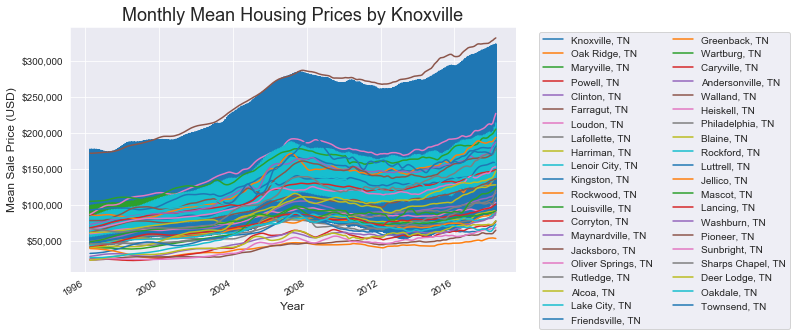 Monthly Mean Housing Prices by Knoxville
Mean Sale Price (USD)
$300,000
$250,000
$200,000
$150,000
$100,000
$50,000
1996
2000
2004
2008
2012
2016
Year
Knoxville, TN
Oak Ridge, TN
Maryville, TN
Powell, TN
Clinton, TN
Farragut, TN
Loudon, TN
Lafollette, TN
Harriman, TN
Lenoir City, TN
Kingston, TN
Rockwood, TN
Louisville, TN
Corryton, TN
Maynardville, TN
Jacksboro, TN
Oliver Springs, TN
Rutledge, TN
Alcoa, TN
Lake City, TN
Friendsville, TN
Greenback, TN
Wartburg, TN
Caryville, TN
Andersonville, TN
Walland, TN
Heiskell, TN
Philadelphia, TN
Blaine, TN
Rockford, TN
Luttrell, TN
Jellico, TN
Mascot, TN
Lancing, TN
Washburn, TN
Pioneer, TN
Sunbright, TN
Sharps Chapel, TN
Deer Lodge, TN
Oakdale, TN
Townsend, TN